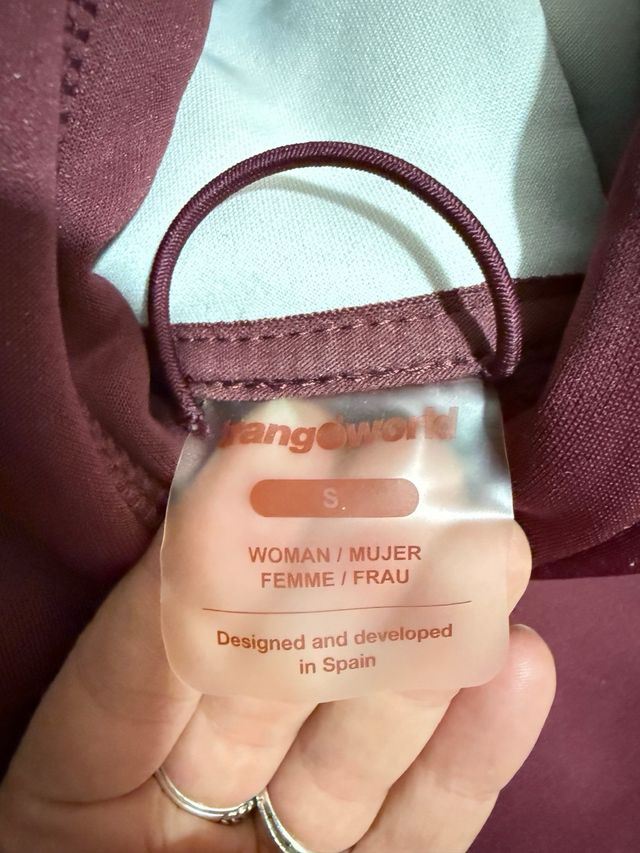 trangoworld
S
WOMAN / MUJER
FEMME / FRAU
Designed and developed
in Spain